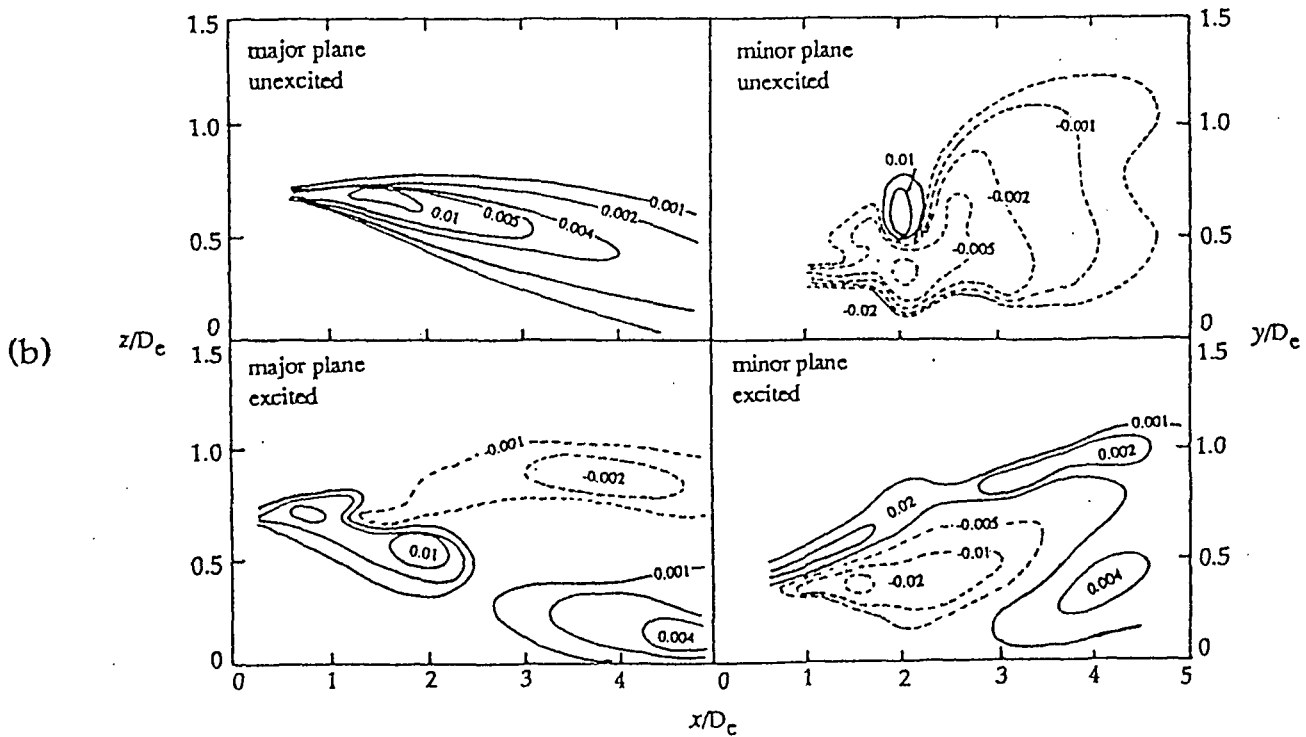 (b)
1.5
major plane
unexcited
1.0
0.5
0
z/De
0.01
0.005
0.004
0.002
0.001
minor plane
unexcited
1.5
1.0
0.5
0
y/De
0.01
-0.001
-0.002
-0.005
-0.02
1.5
major plane
excited
1.0
0.5
0
-0.001
-0.002
0.01
0.001
0.004
minor plane
excited
1.5
1.0
0.5
0
0.001
0.002
0.02
-0.005
-0.01
-0.02
0.004
0 1 2 3 4 0 1 2 3 4 5
x/De